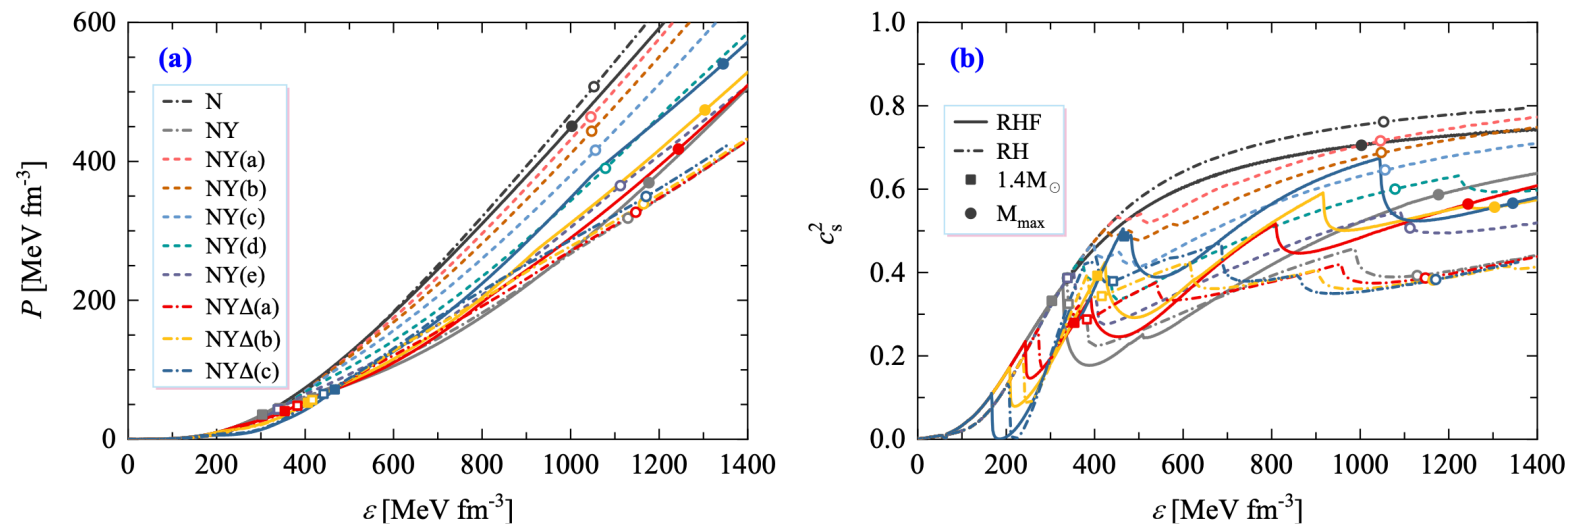 (a)
600
400
200
0
P [MeV fm⁻³]
N
NY
NY(a)
NY(b)
NY(c)
NY(d)
NY(e)
NYΔ(a)
NYΔ(b)
NYΔ(c)
0 200 400 600 800 1000 1200 1400
ε [MeV fm⁻³]
(b)
1.0
0.8
0.6
0.4
0.2
0.0
c²ₛ
RHF
RH
1.4M⊙
Mₘₐₓ
0 200 400 600 800 1000 1200 1400
ε [MeV fm⁻³]